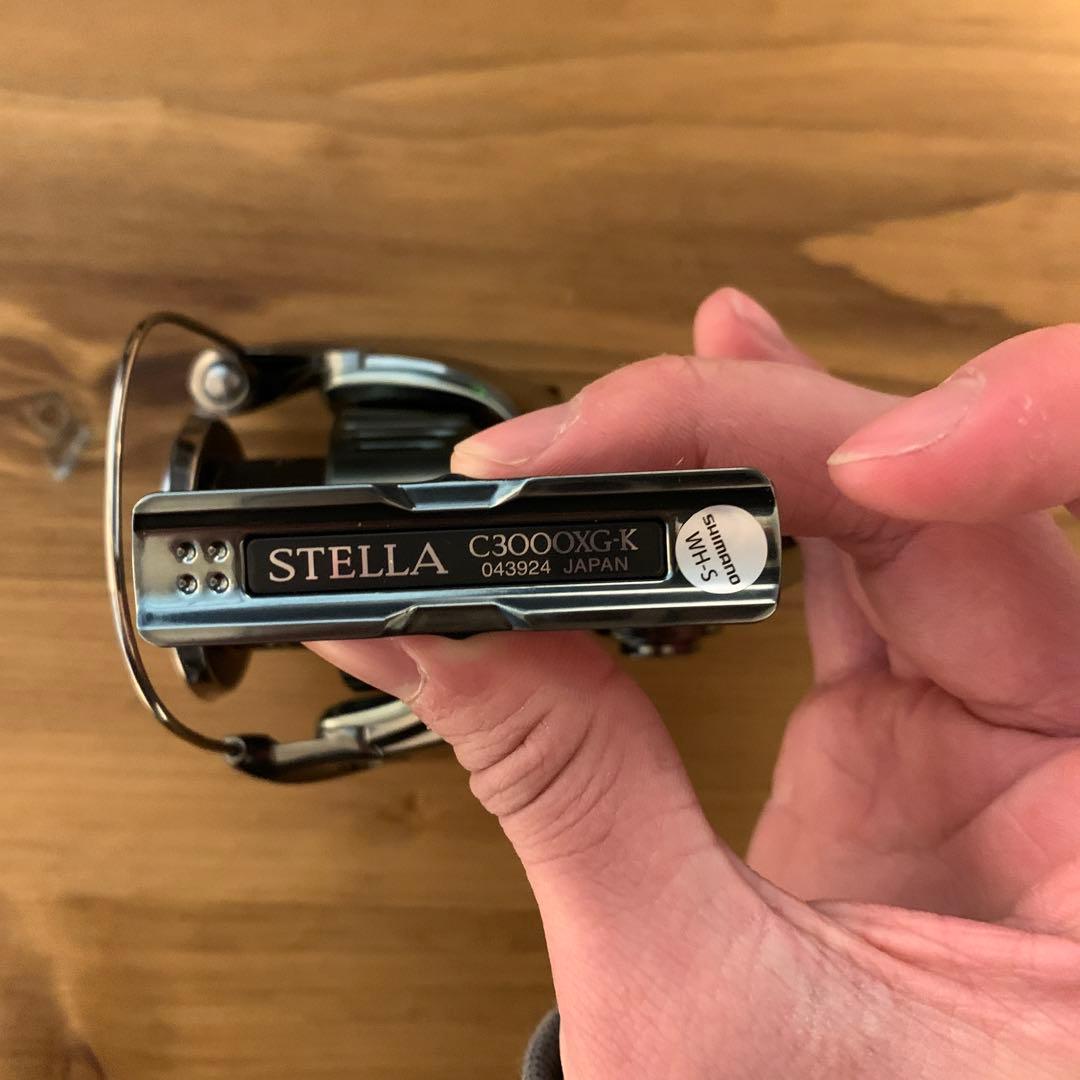 STELLA
C3000XG-K
043924 JAPAN
SHIMANO
WH-S